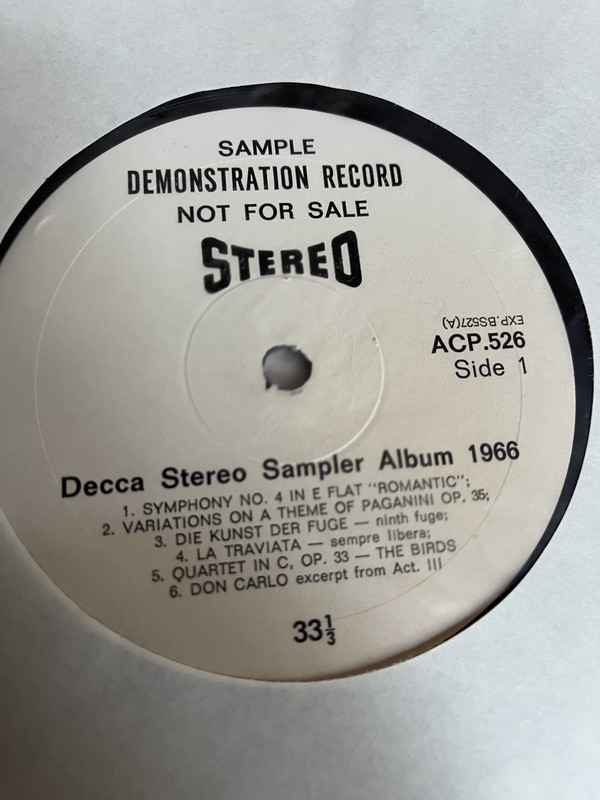 SAMPLE
DEMONSTRATION RECORD
NOT FOR SALE
STEREO
EXP.BS527(A)
ACP.526
Side 1
Decca Stereo Sampler Album 1966
1. SYMPHONY NO. 4 IN E FLAT "ROMANTIC";
2. VARIATIONS ON A THEME OF PAGANINI OP. 35;
3. DIE KUNST DER FUGE — ninth fuge;
4. LA TRAVIATA — sempre libera;
5. QUARTET IN C, OP. 33 — THE BIRDS
6. DON CARLO excerpt from Act. III
33⅓